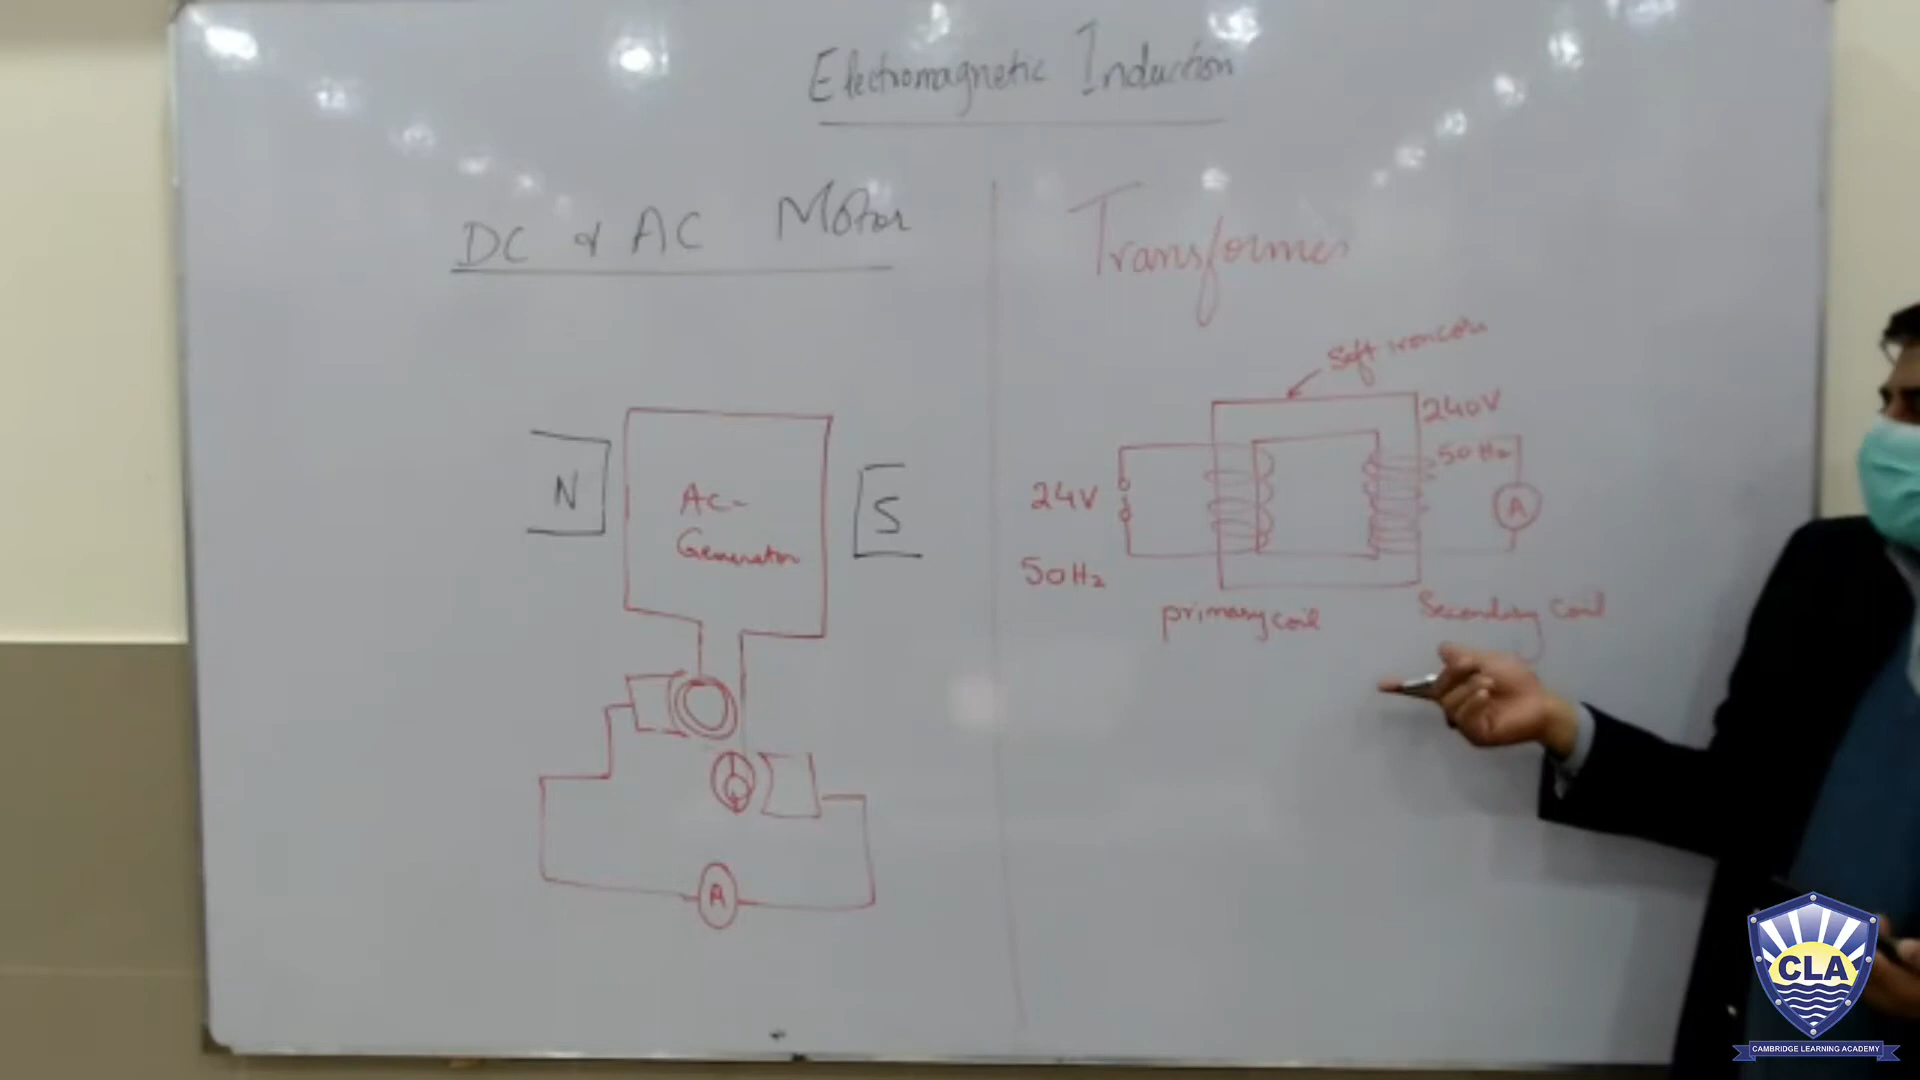 Electromagnetic Induction
DC & AC Motor
N
AC-
Generator
S
A
Transformer
Soft iron core
240V
50Hz
24V
50Hz
A
primary coil
Secondary coil
CLA
CAMBRIDGE LEARNING ACADEMY